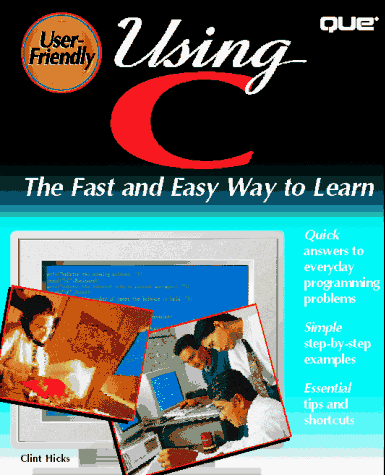 User-
Friendly
Using
QUE
C
The Fast and Easy Way to Learn
Quick
answers to
everyday
programming
problems
Simple
step-by-step
examples
Essential
tips and
shortcuts
Clint Hicks